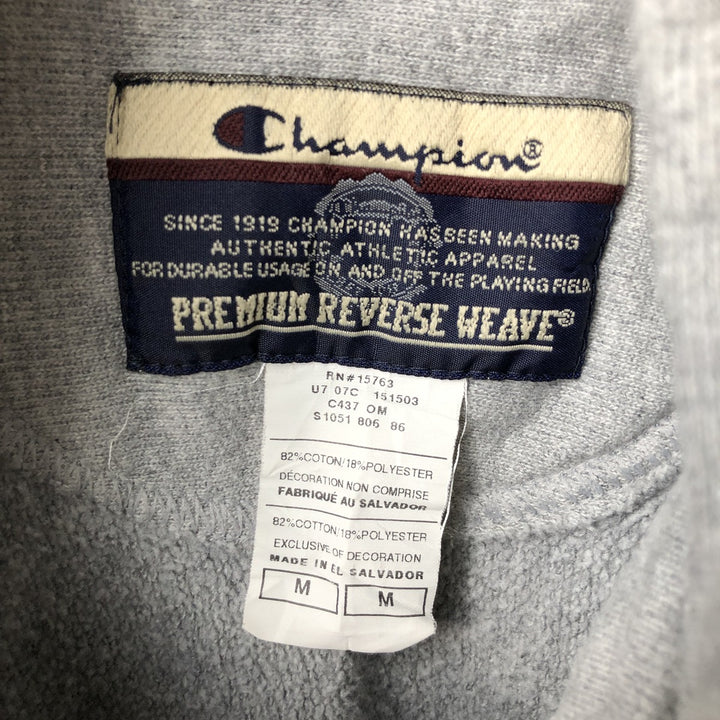 Champion®
SINCE 1919 CHAMPION HAS BEEN MAKING
AUTHENTIC ATHLETIC APPAREL
FOR DURABLE USAGE ON AND OFF THE PLAYING FIELD.
PREMIUM REVERSE WEAVE®
RN#15763
U7 07C 151503
C437 OM
S1051 806 86
82%COTON/18%POLYESTER
DÉCORATION NON COMPRISE
FABRIQUÉ AU SALVADOR
82%COTTON/18%POLYESTER
EXCLUSIVE OF DECORATION
MADE IN EL SALVADOR
M M